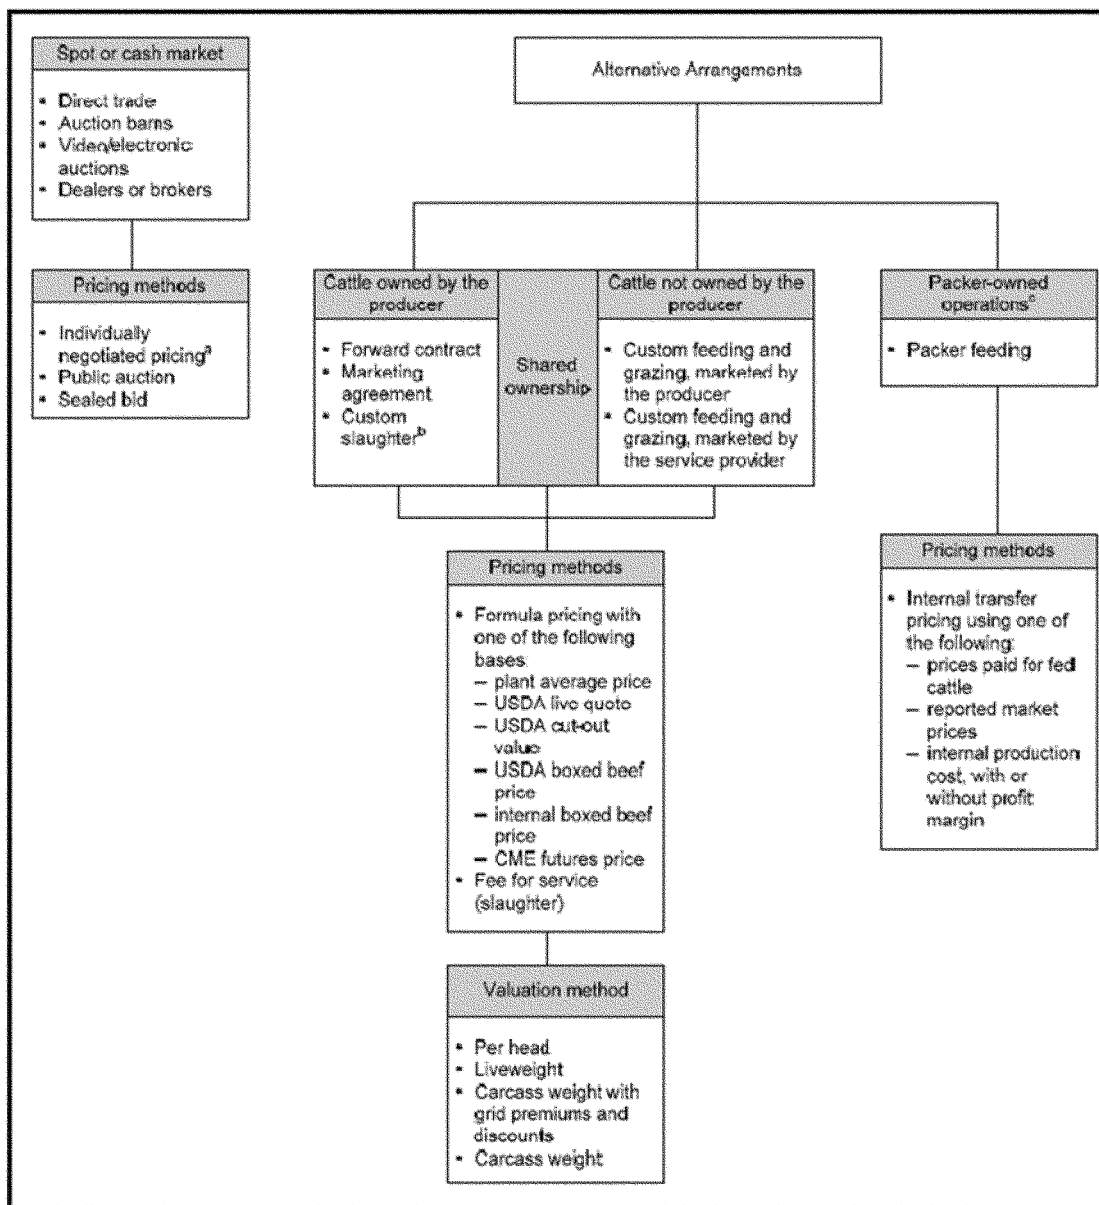 Spot or cash market
• Direct trade
• Auction barns
• Video/electronic
auctions
• Dealers or brokers
Pricing methods
• Individually
negotiated pricingª
• Public auction
• Sealed bid
Alternative Arrangements
Cattle owned by the
producer
• Forward contract
• Marketing
agreement
• Custom
slaughterᵇ
Shared
ownership
Cattle not owned by the
producer
• Custom feeding and
grazing, marketed by
the producer
• Custom feeding and
grazing, marketed by
the service provider
Packer-owned
operationsᶜ
• Packer feeding
Pricing methods
• Formula pricing with
one of the following
bases:
– plant average price
– USDA live quote
– USDA cut-out
value
– USDA boxed beef
price
– internal boxed beef
price
– CME futures price
• Fee for service
(slaughter)
Pricing methods
• Internal transfer
pricing using one of
the following:
– prices paid for fed
cattle
– reported market
prices
– internal production
cost, with or
without profit
margin
Valuation method
• Per head
• Liveweight
• Carcass weight with
grid premiums and
discounts
• Carcass weight